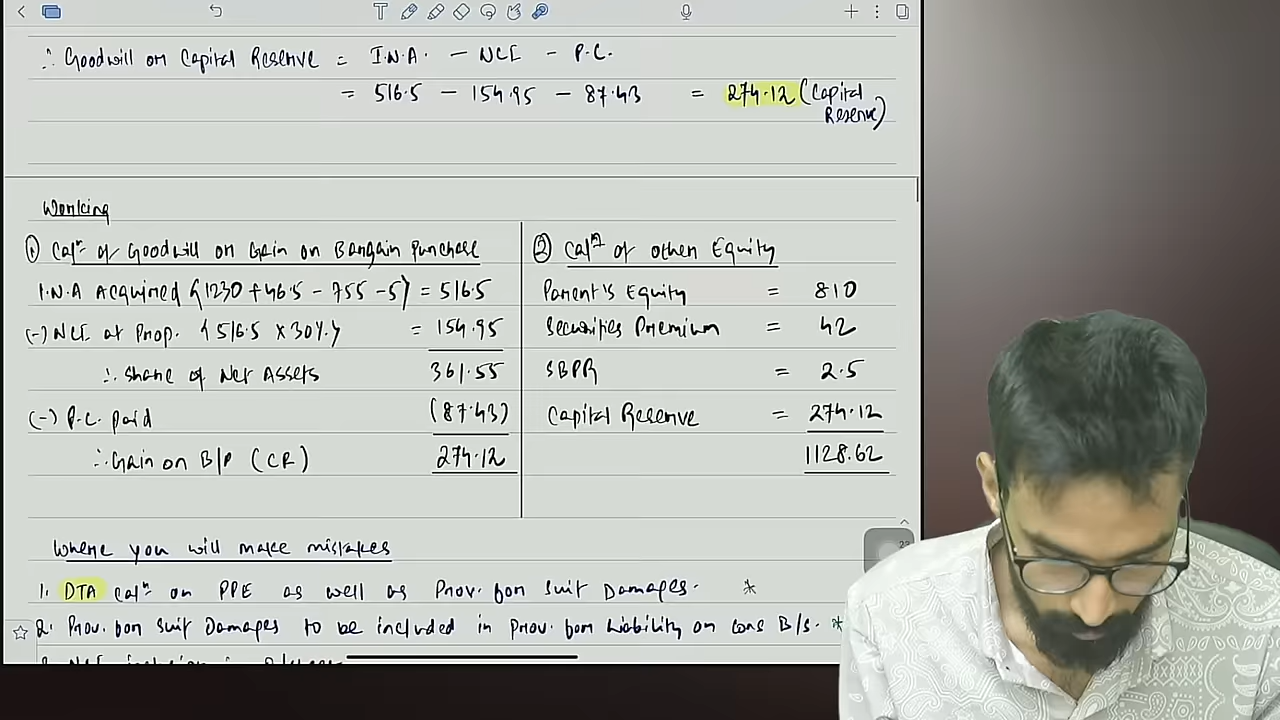 ∴ Goodwill or Capital Reserve = I.N.A. - NCI - P.C.
= 516.5 - 154.95 - 87.43 = 274.12 (Capital Reserve)
Working
① Calⁿ of Goodwill or Gain on Bargain Purchase
I.N.A Acquired {1230 + 46.5 - 755 - 5} = 516.5
(-) NCI at Prop. {516.5 x 30%} = 154.95
∴ Share of Net Assets 361.55
(-) P.C. paid (87.43)
∴ Gain on B/P (CR) 274.12
② Calⁿ of Other Equity
Parent's Equity = 810
Securities Premium = 42
SBPR = 2.5
Capital Reserve = 274.12
1128.62
Where you will make mistakes
1. DTA Calⁿ on PPE as well as Prov. for Suit Damages. *
2. Prov. for Suit Damages to be included in Prov. for Liability on Cons B/S. *